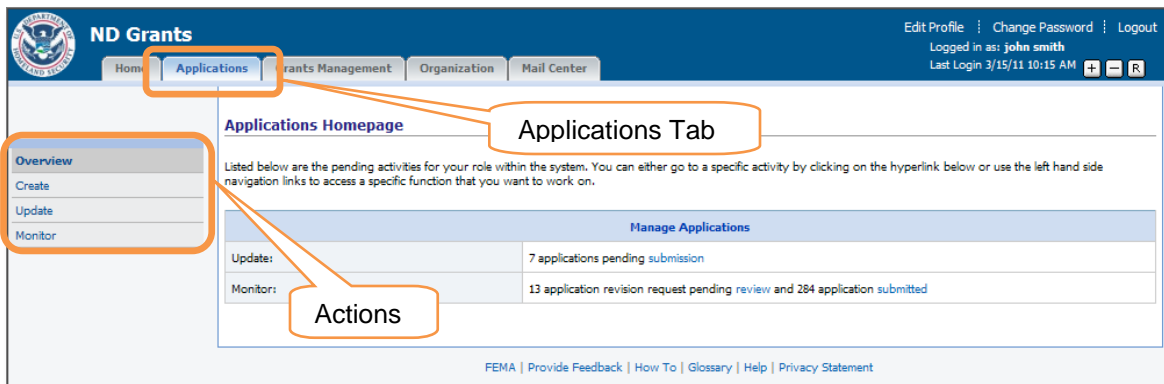 U.S. DEPARTMENT OF HOMELAND SECURITY
ND Grants
Edit Profile Change Password Logout
Logged in as: john smith
Last Login 3/15/11 10:15 AM + - R
Home Applications Grants Management Organization Mail Center
Applications Homepage
Applications Tab
Overview
Create
Update
Monitor
Listed below are the pending activities for your role within the system. You can either go to a specific activity by clicking on the hyperlink below or use the left hand side
navigation links to access a specific function that you want to work on.
Manage Applications
Update: 7 applications pending submission
Monitor: 13 application revision request pending review and 284 application submitted
Actions
FEMA | Provide Feedback | How To | Glossary | Help | Privacy Statement